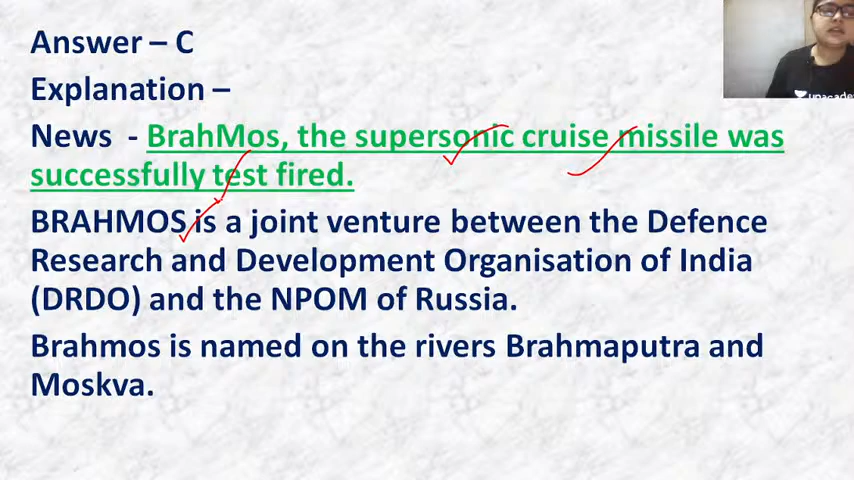 Answer – C
Explanation –
News - BrahMos, the supersonic cruise missile was
successfully test fired.
BRAHMOS is a joint venture between the Defence
Research and Development Organisation of India
(DRDO) and the NPOM of Russia.
Brahmos is named on the rivers Brahmaputra and
Moskva.